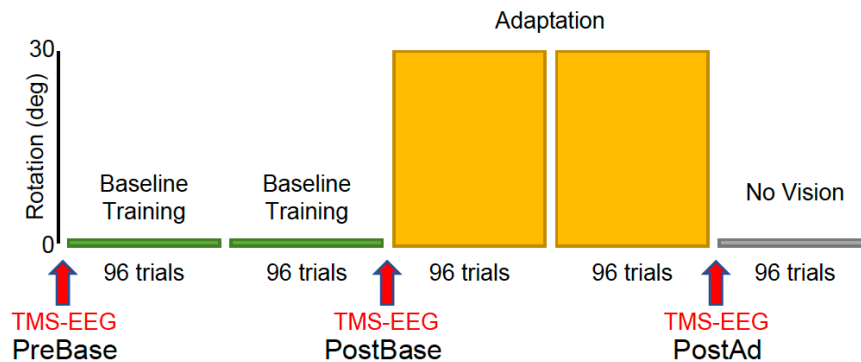 Adaptation
30
Rotation (deg)
0
Baseline
Training
Baseline
Training
No Vision
96 trials
96 trials
96 trials
96 trials
96 trials
TMS-EEG
PreBase
TMS-EEG
PostBase
TMS-EEG
PostAd